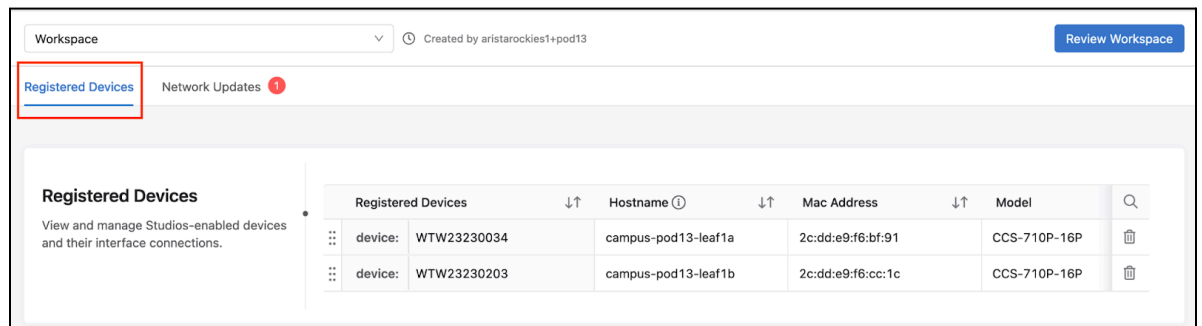 Workspace
Created by aristarockies1+pod13
Review Workspace
Registered Devices
Network Updates 1
Registered Devices
View and manage Studios-enabled devices
and their interface connections.
Registered Devices Hostname Mac Address Model
device: WTW23230034 campus-pod13-leaf1a 2c:dd:e9:f6:bf:91 CCS-710P-16P
device: WTW23230203 campus-pod13-leaf1b 2c:dd:e9:f6:cc:1c CCS-710P-16P